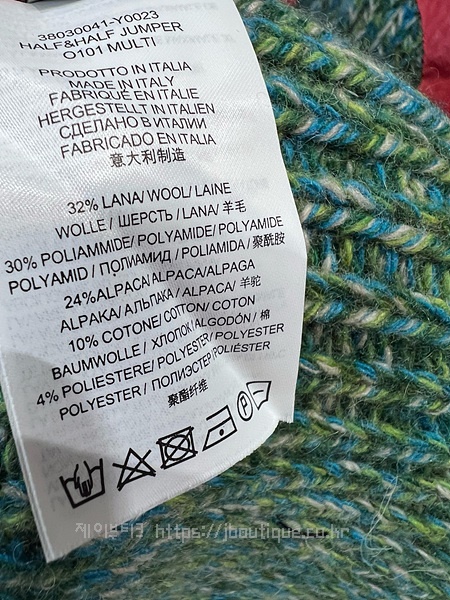 38030041-Y0023
HALF&HALF JUMPER
O101 MULTI
PRODOTTO IN ITALIA
MADE IN ITALY
FABRIQUÉ EN ITALIE
HERGESTELLT IN ITALIEN
СДЕЛАНО В ИТАЛИИ
FABRICADO EN ITALIA
意大利制造
32% LANA/ WOOL/ LAINE
WOLLE / ШЕРСТЬ / LANA/ 羊毛
30% POLIAMMIDE/ POLYAMIDE/ POLYAMIDE
POLYAMID / ПОЛИАМИД / POLIAMIDA / 聚酰胺
24%ALPACA/ ALPACA/ALPAGA
ALPAKA/ АЛЬПАКА / ALPACA/ 羊驼
10% COTONE/ COTTON/ COTON
BAUMWOLLE / ХЛОПОК/ ALGODÓN/ 棉
4% POLIESTERE/ POLYESTER/ POLYESTER
POLYESTER / ПОЛИЭСТЕР /POLIÉSTER
聚酯纤维
P
제이부티크 https://jboutique.co.kr